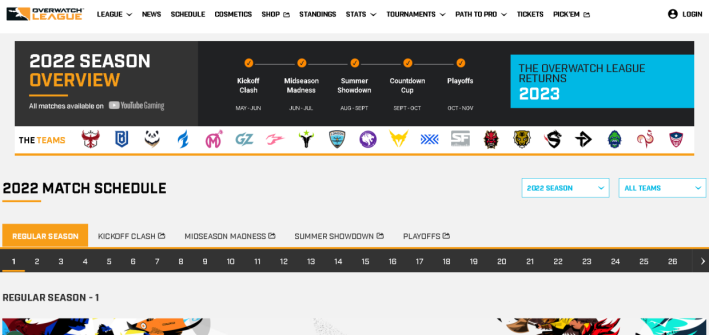 OVERWATCH LEAGUE
LEAGUE NEWS SCHEDULE COSMETICS SHOP STANDINGS STATS TOURNAMENTS PATH TO PRO TICKETS PICK'EM LOGIN
2022 SEASON
OVERVIEW
All matches available on YouTube Gaming
Kickoff Clash
MAY - JUN
Midseason Madness
JUN - JUL
Summer Showdown
AUG - SEPT
Countdown Cup
SEPT - OCT
Playoffs
OCT - NOV
THE OVERWATCH LEAGUE
RETURNS
2023
THE TEAMS
GZ
SF
2022 MATCH SCHEDULE
2022 SEASON
ALL TEAMS
REGULAR SEASON KICKOFF CLASH MIDSEASON MADNESS SUMMER SHOWDOWN PLAYOFFS
1 2 3 4 5 6 7 8 9 10 11 12 13 14 15 16 17 18 19 20 21 22 23 24 25 26
REGULAR SEASON - 1